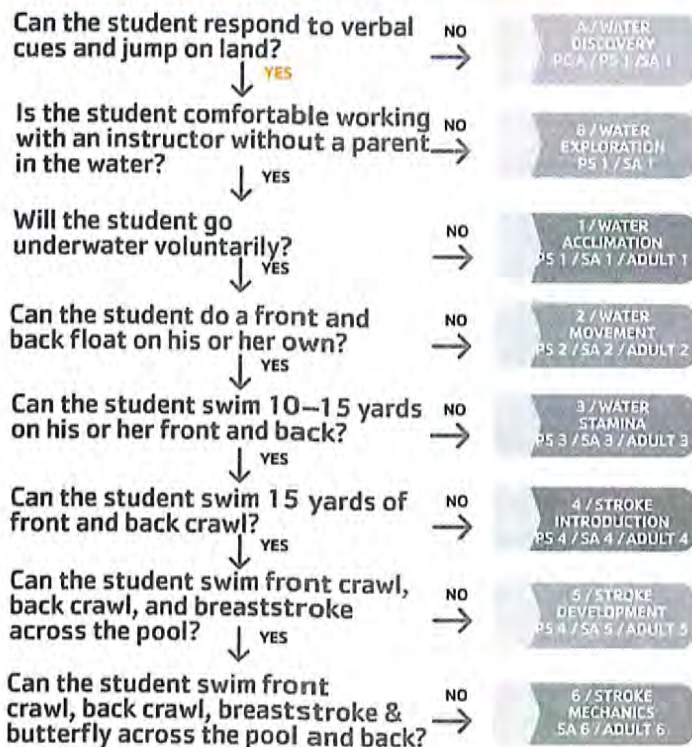 Can the student respond to verbal
cues and jump on land?
NO
A / WATER
DISCOVERY
YES
Is the student comfortable working
with an instructor without a parent
in the water?
NO
B / WATER
EXPLORATION
PS 1 / SA 1
YES
Will the student go
underwater voluntarily?
NO
1 / WATER
ACCLIMATION
PS 1 / SA 1 / ADULT 1
YES
Can the student do a front and
back float on his or her own?
NO
2 / WATER
MOVEMENT
PS 2 / SA 2 / ADULT 2
YES
Can the student swim 10–15 yards
on his or her front and back?
NO
3 / WATER
STAMINA
PS 3 / SA 3 / ADULT 3
YES
Can the student swim 15 yards of
front and back crawl?
NO
4 / STROKE
INTRODUCTION
PS 4 / SA 4 / ADULT 4
YES
Can the student swim front crawl,
back crawl, and breaststroke
across the pool?
NO
5 / STROKE
DEVELOPMENT
PS 4 / SA 5 / ADULT 5
YES
Can the student swim front
crawl, back crawl, breaststroke &
butterfly across the pool and back?
NO
6 / STROKE
MECHANICS
SA 6 / ADULT 6